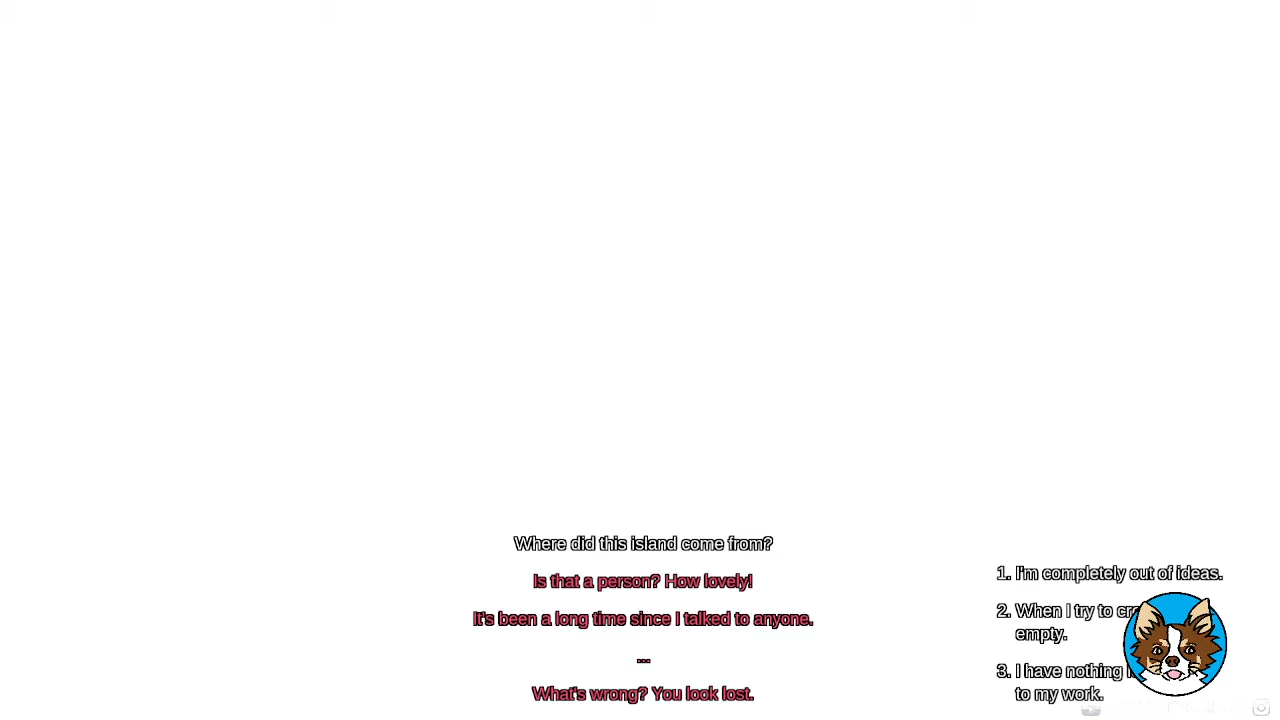 Where did this island come from?
Is that a person? How lovely!
It's been a long time since I talked to anyone.
...
What's wrong? You look lost.
1. I'm completely out of ideas.
2. When I try to
empty.
3. I have nothing
to my work.